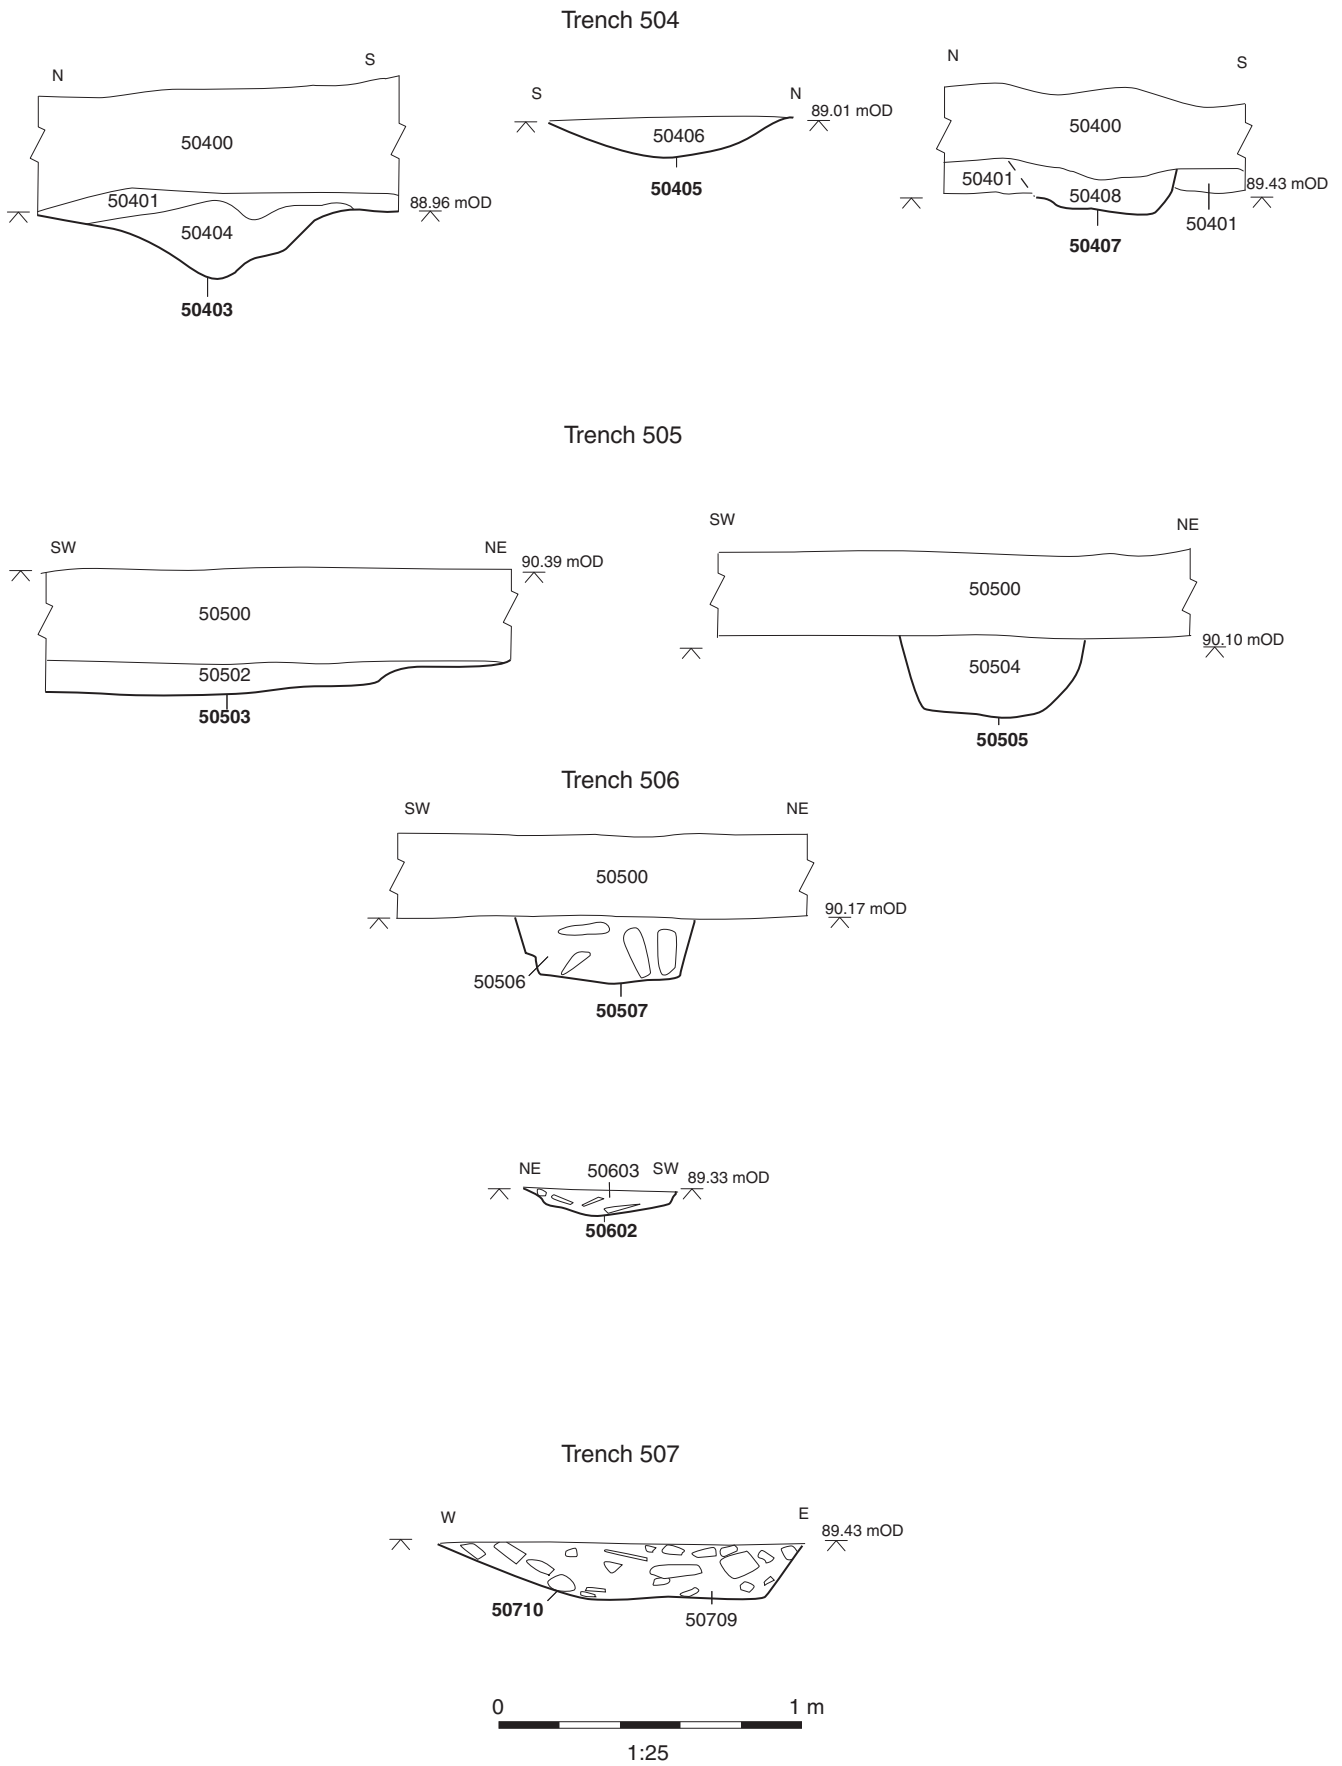 Trench 504
N
S
50400
50401
88.96 mOD
50404
50403
S
N
89.01 mOD
50406
50405
N
S
50400
50401
50408
89.43 mOD
50401
50407
Trench 505
SW
NE
90.39 mOD
50500
50502
50503
SW
NE
50500
90.10 mOD
50504
50505
Trench 506
SW
NE
50500
90.17 mOD
50506
50507
NE
50603
SW
89.33 mOD
50602
Trench 507
W
E
89.43 mOD
50710
50709
0
1 m
1:25